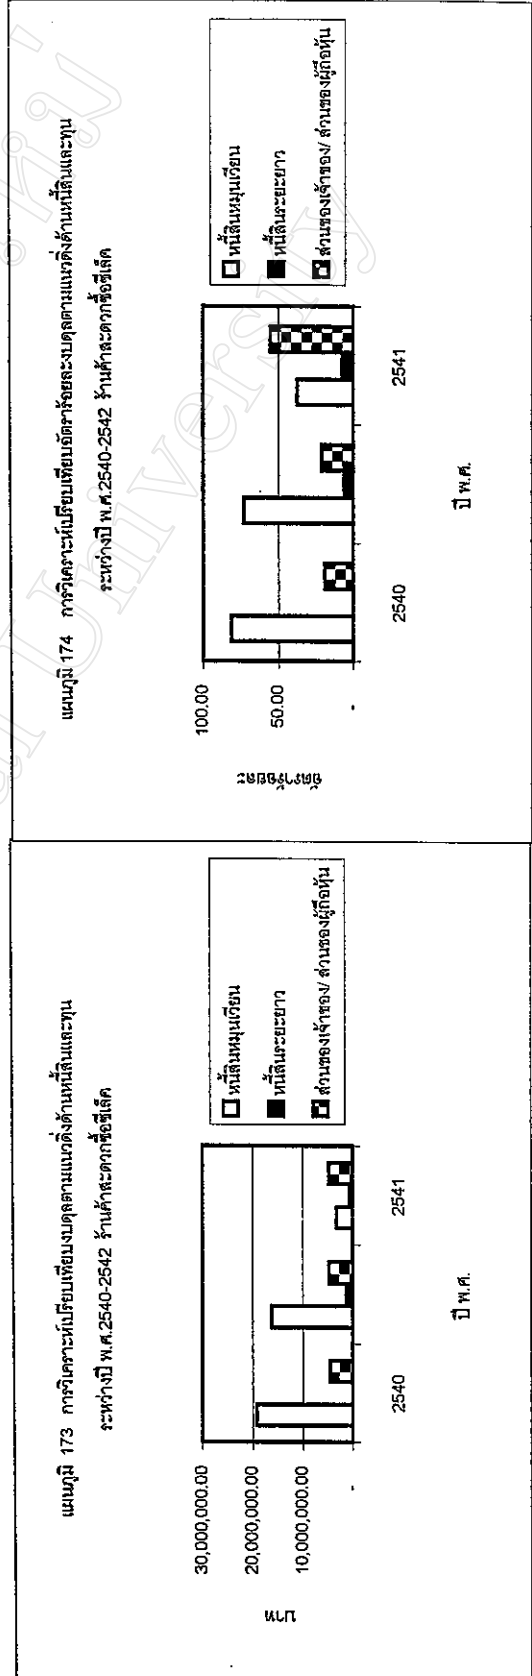 แผนภูมิ 173 การวิเคราะห์เปรียบเทียบงบดุลตามแนวดิ่งด้านหนี้สินและทุน
ระหว่างปี พ.ศ.2540-2542 ร้านค้าสะดวกซื้อซีเล็ค
บาท
30,000,000.00
20,000,000.00
10,000,000.00
-
2540
2541
ปี พ.ศ.
หนี้สินหมุนเวียน
หนี้สินระยะยาว
ส่วนของเจ้าของ/ ส่วนของผู้ถือหุ้น
แผนภูมิ 174 การวิเคราะห์เปรียบเทียบอัตราร้อยละงบดุลตามแนวดิ่งด้านหนี้สินและทุน
ระหว่างปี พ.ศ.2540-2542 ร้านค้าสะดวกซื้อซีเล็ค
อัตราร้อยละ
100.00
50.00
-
2540
2541
ปี พ.ศ.
หนี้สินหมุนเวียน
หนี้สินระยะยาว
ส่วนของเจ้าของ/ ส่วนของผู้ถือหุ้น
University